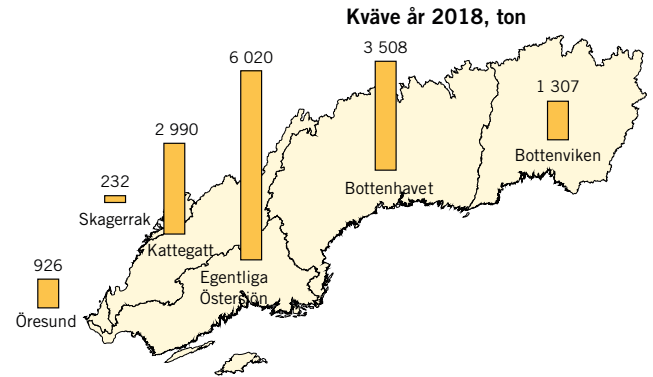 Kväve år 2018, ton
6 020
3 508
1 307
2 990
232
926
Bottenviken
Bottenhavet
Skagerrak
Kattegatt
Egentliga
Östersjön
Öresund